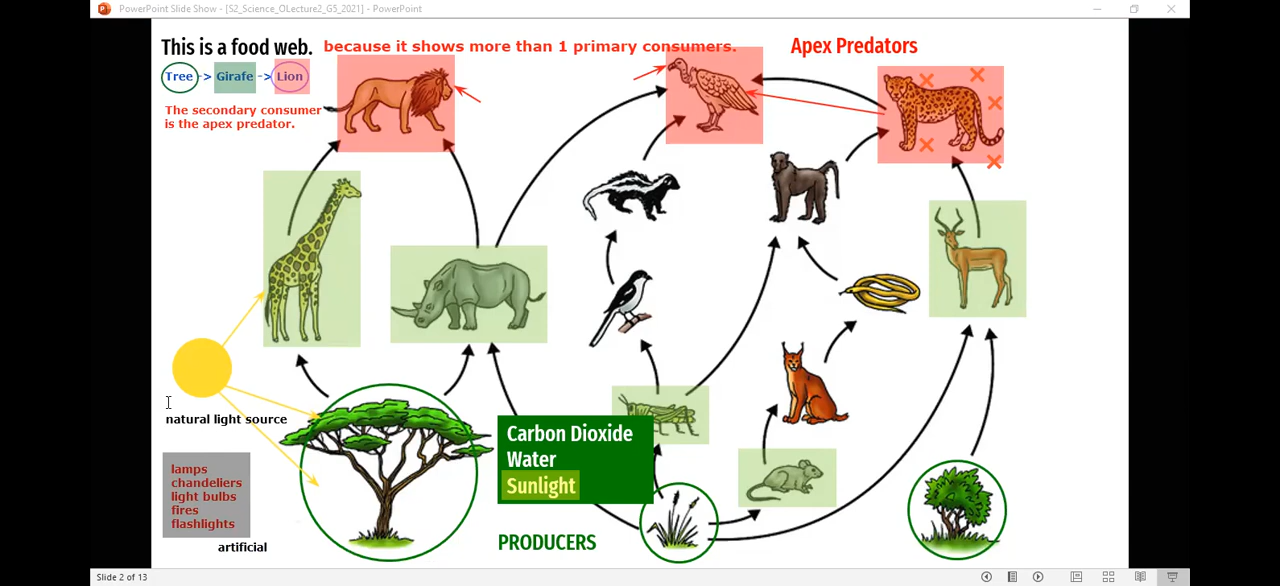 PowerPoint Slide Show - [S2_Science_OLecture2_G5_2021] - PowerPoint
This is a food web. because it shows more than 1 primary consumers.
Apex Predators
Tree -> Girafe -> Lion
The secondary consumer
is the apex predator.
natural light source
lamps
chandeliers
light bulbs
fires
flashlights
artificial
Carbon Dioxide
Water
Sunlight
PRODUCERS
Slide 2 of 13